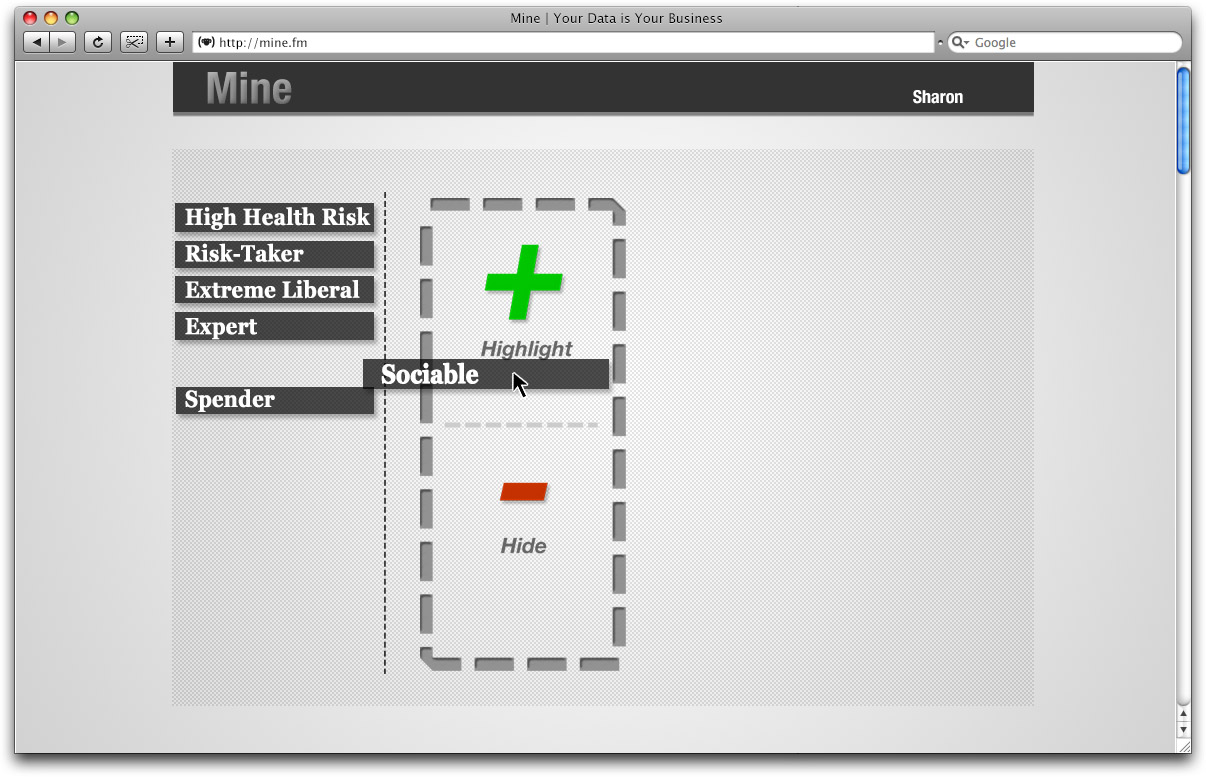 Mine | Your Data is Your Business
http://mine.fm
Google
Mine
Sharon
High Health Risk
Risk-Taker
Extreme Liberal
Expert
Spender
Highlight
Sociable
Hide